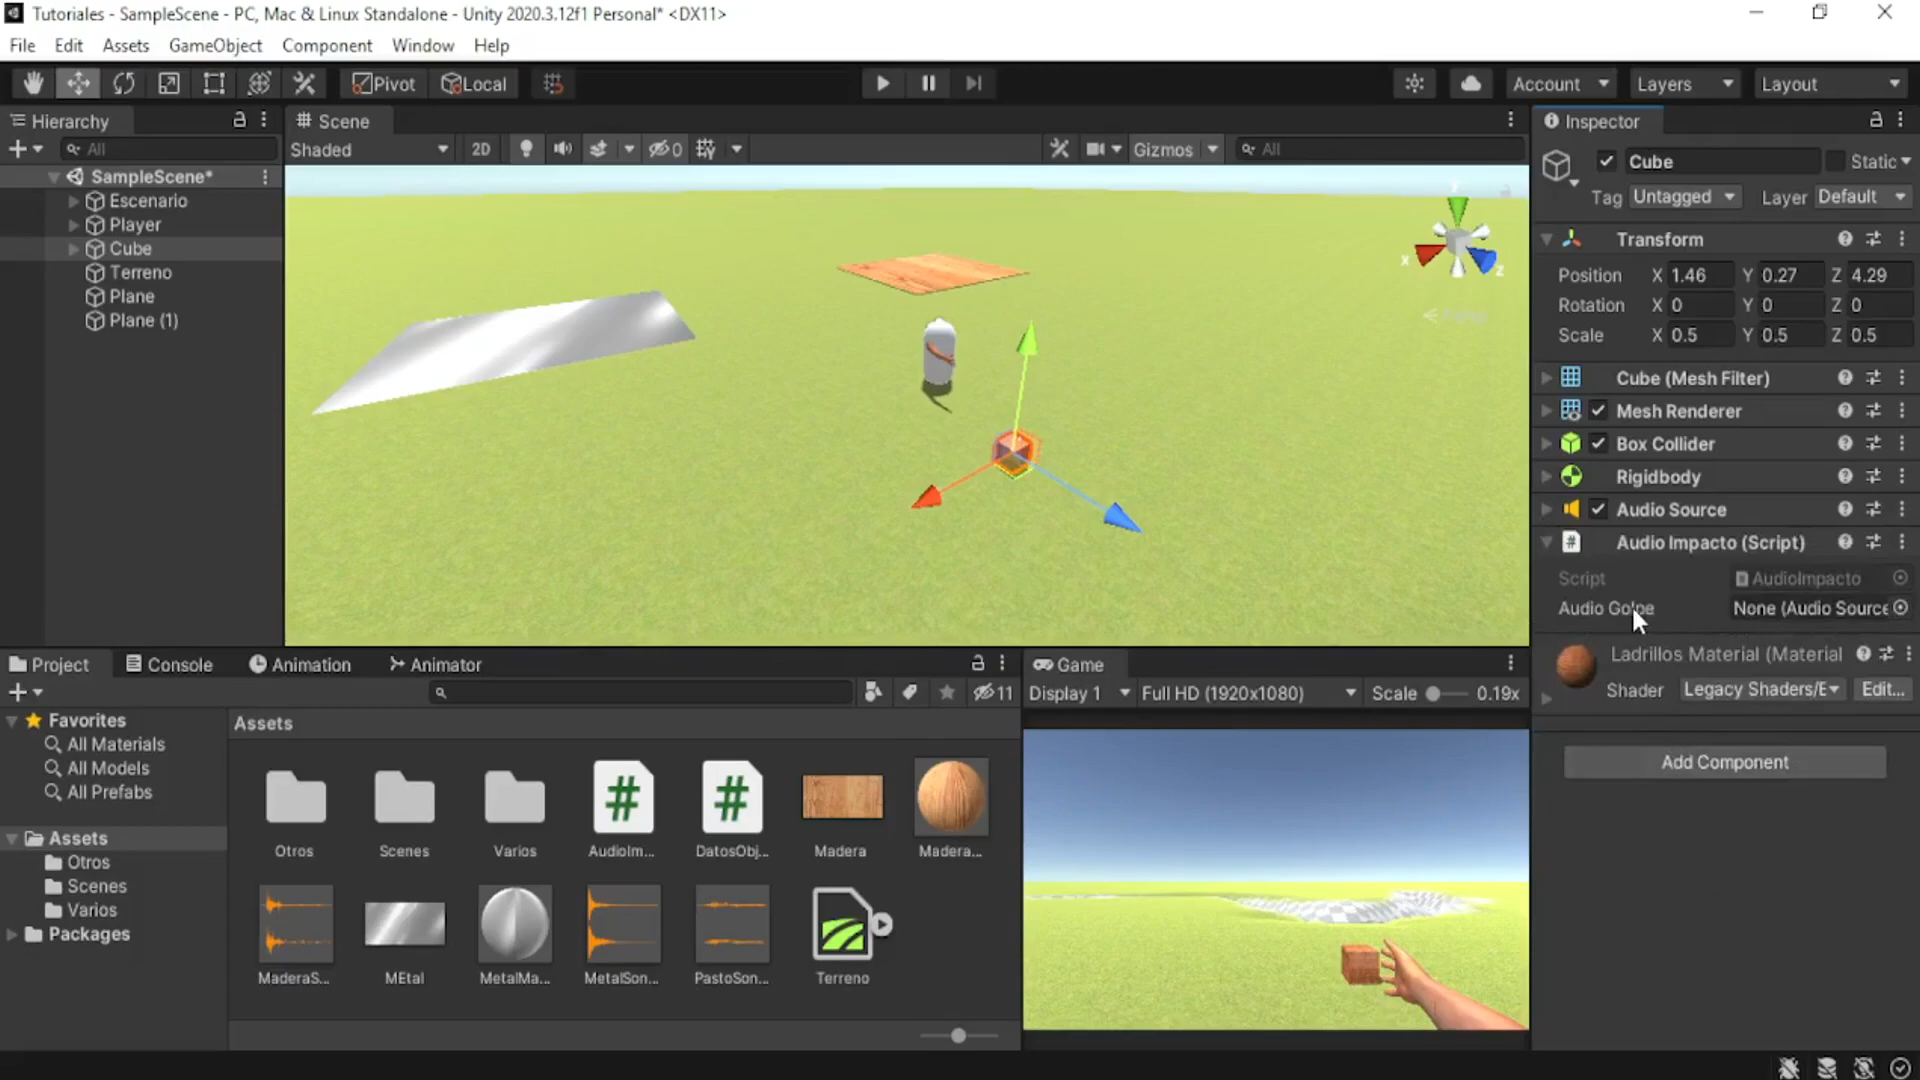 Tutoriales - SampleScene - PC, Mac & Linux Standalone - Unity 2020.3.12f1 Personal* <DX11>
File Edit Assets GameObject Component Window Help
Pivot Local Account Layers Layout
Hierarchy
All
SampleScene*
Escenario
Player
Cube
Terreno
Plane
Plane (1)
Scene
Shaded 2D 0 Gizmos All
x
z
Inspector
Cube Static
Tag Untagged Layer Default
Transform
Position X 1.46 Y 0.27 Z 4.29
Rotation X 0 Y 0 Z 0
Scale X 0.5 Y 0.5 Z 0.5
Cube (Mesh Filter)
Mesh Renderer
Box Collider
Rigidbody
Audio Source
Audio Impacto (Script)
Script AudioImpacto
Audio Golpe None (Audio Source
Ladrillos Material (Material
Shader Legacy Shaders/E Edit...
Add Component
Project Console Animation Animator
11
Favorites
All Materials
All Models
All Prefabs
Assets
Otros
Scenes
Varios
Packages
Assets
Otros Scenes Varios AudioIm... DatosObj... Madera Madera...
MaderaS... MEtal MetalMa... MetalSon... PastoSon... Terreno
Game
Display 1 Full HD (1920x1080) Scale 0.19x